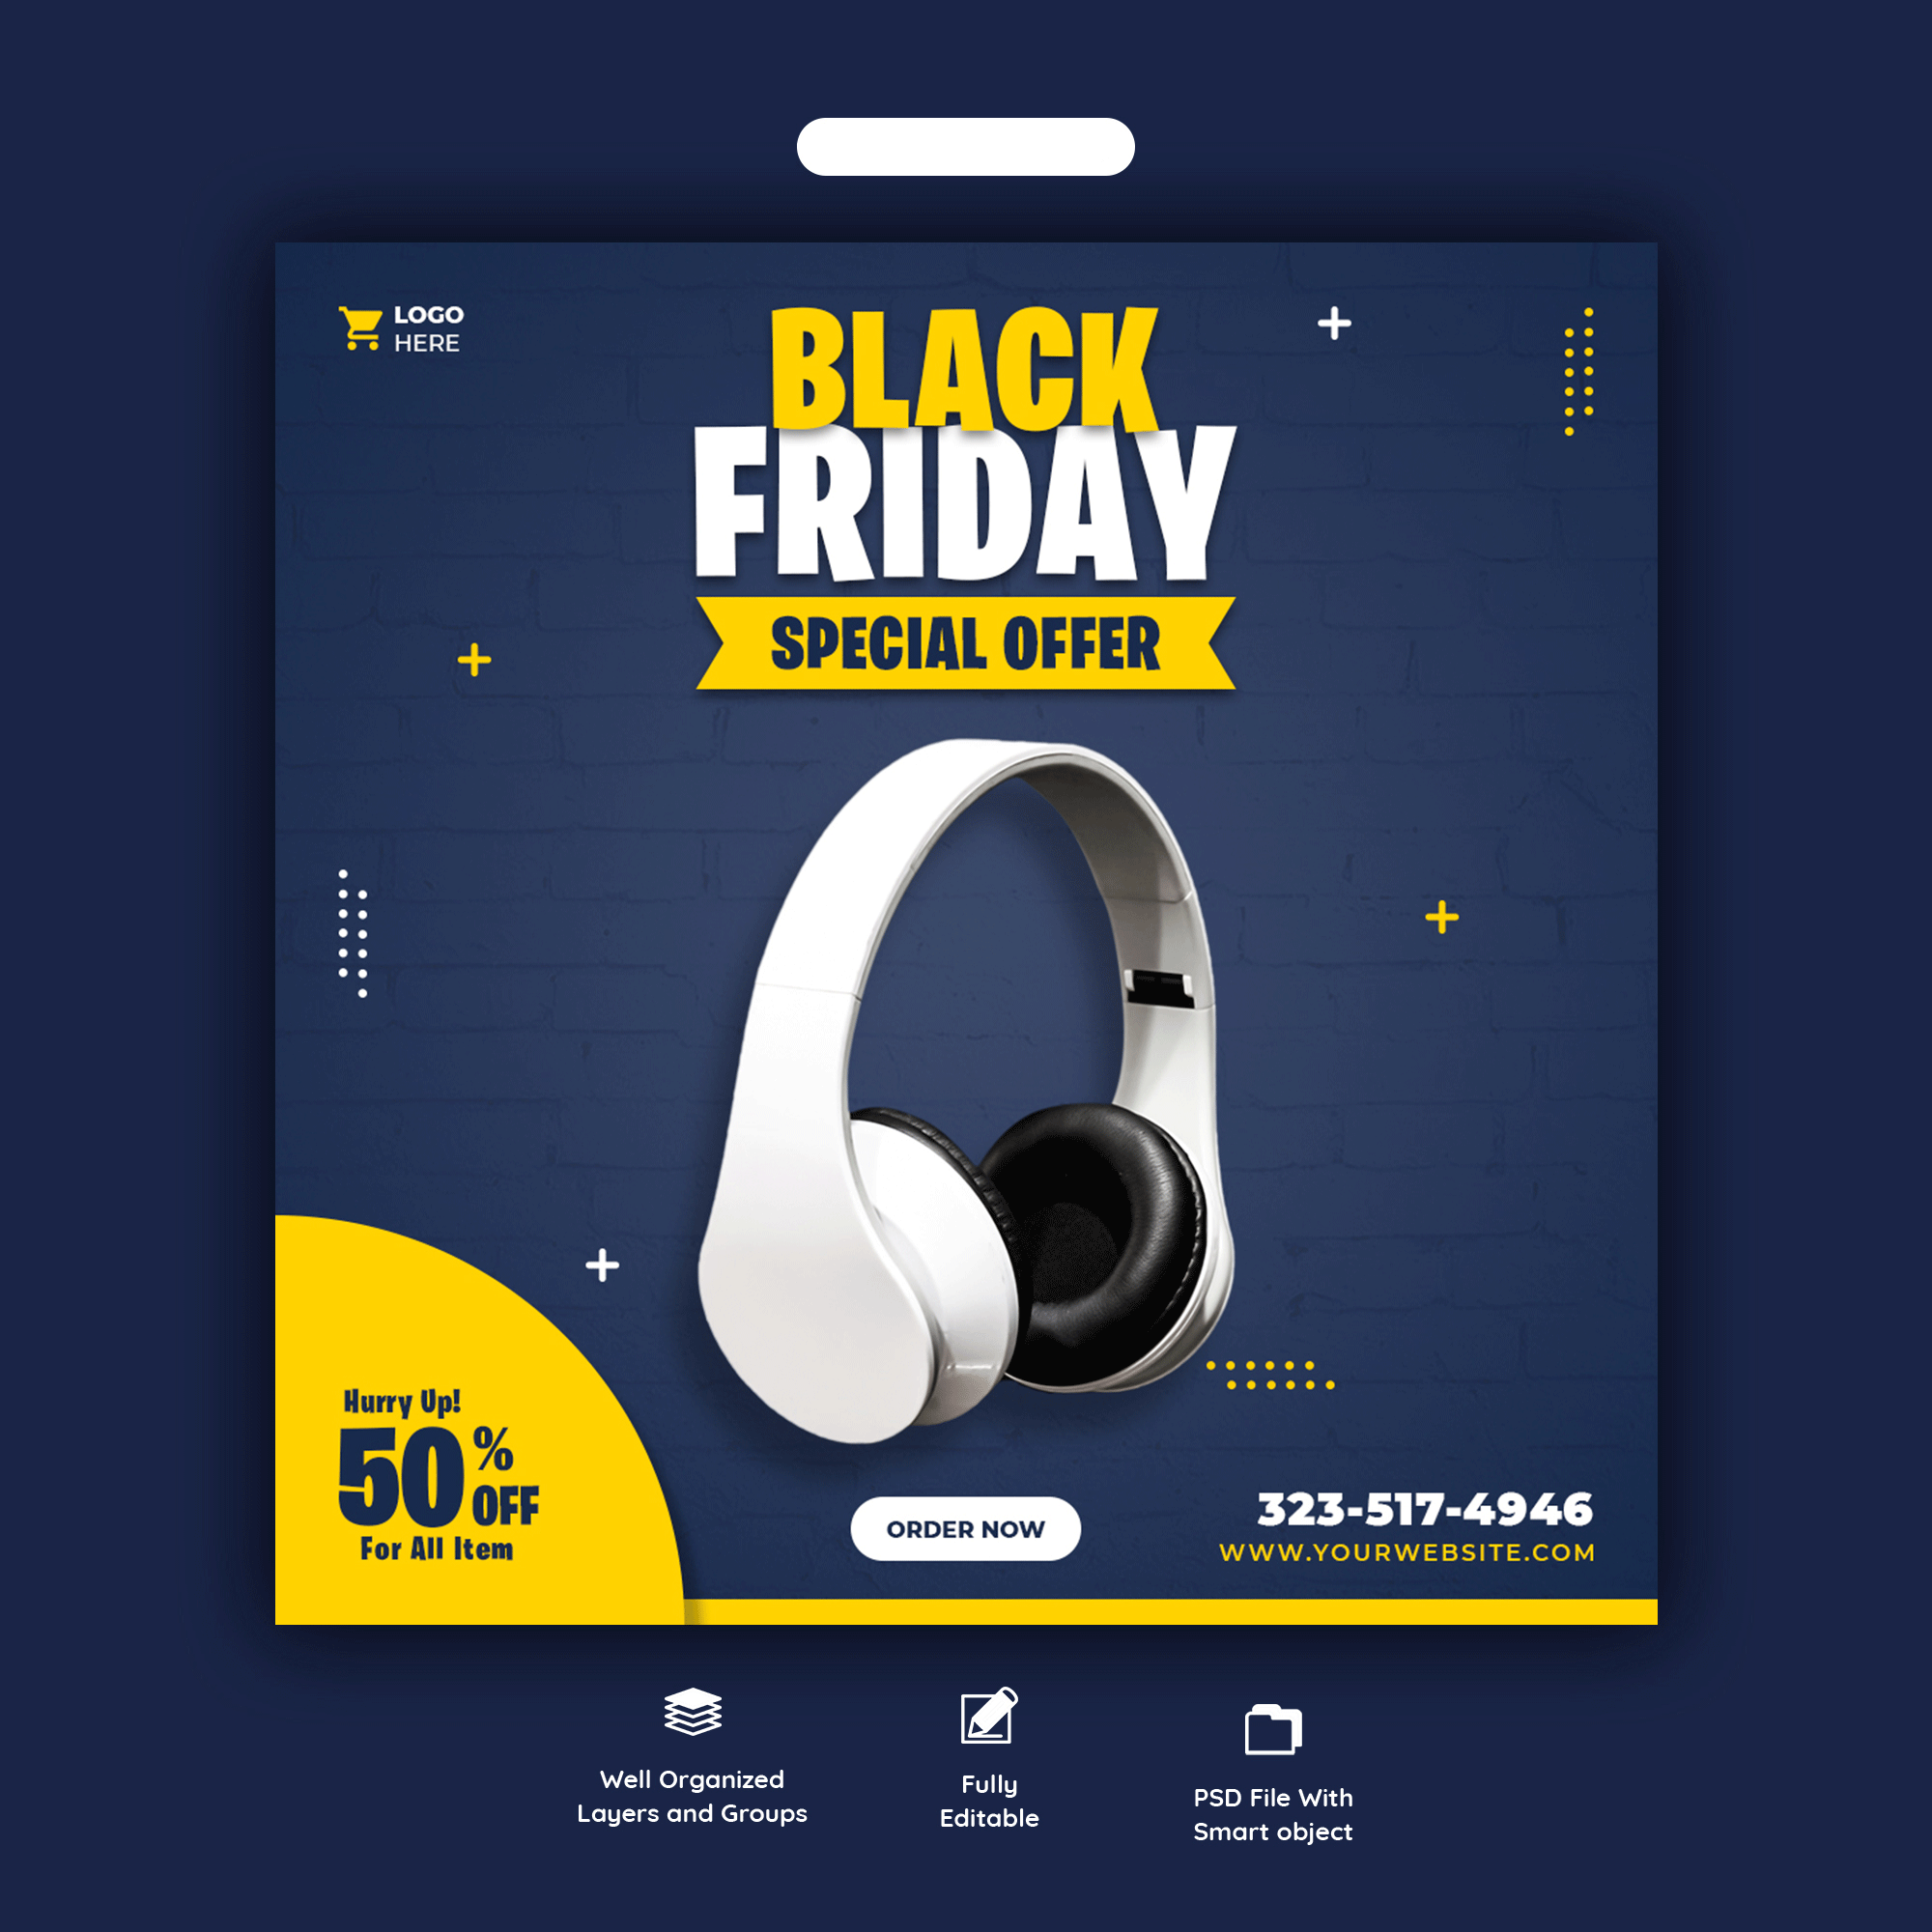 LOGO
HERE
BLACK
FRIDAY
SPECIAL OFFER
Hurry Up!
50%
OFF
For All Item
ORDER NOW
323-517-4946
WWW.YOURWEBSITE.COM
Well Organized
Layers and Groups
Fully
Editable
PSD File With
Smart object